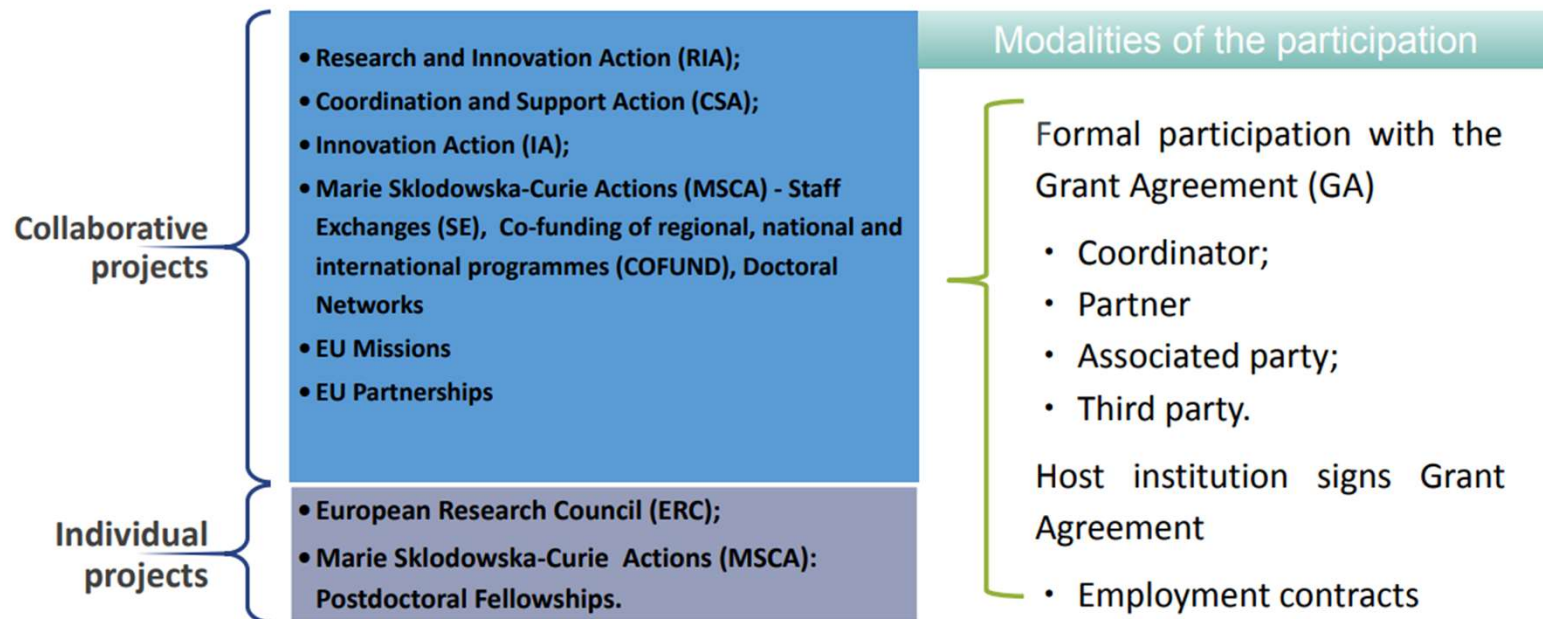 Collaborative
projects
• Research and Innovation Action (RIA);
• Coordination and Support Action (CSA);
• Innovation Action (IA);
• Marie Sklodowska-Curie Actions (MSCA) - Staff
Exchanges (SE), Co-funding of regional, national and
international programmes (COFUND), Doctoral
Networks
• EU Missions
• EU Partnerships
Individual
projects
• European Research Council (ERC);
• Marie Sklodowska-Curie Actions (MSCA):
Postdoctoral Fellowships.
Modalities of the participation
Formal participation with the
Grant Agreement (GA)
• Coordinator;
• Partner
• Associated party;
• Third party.
Host institution signs Grant
Agreement
• Employment contracts